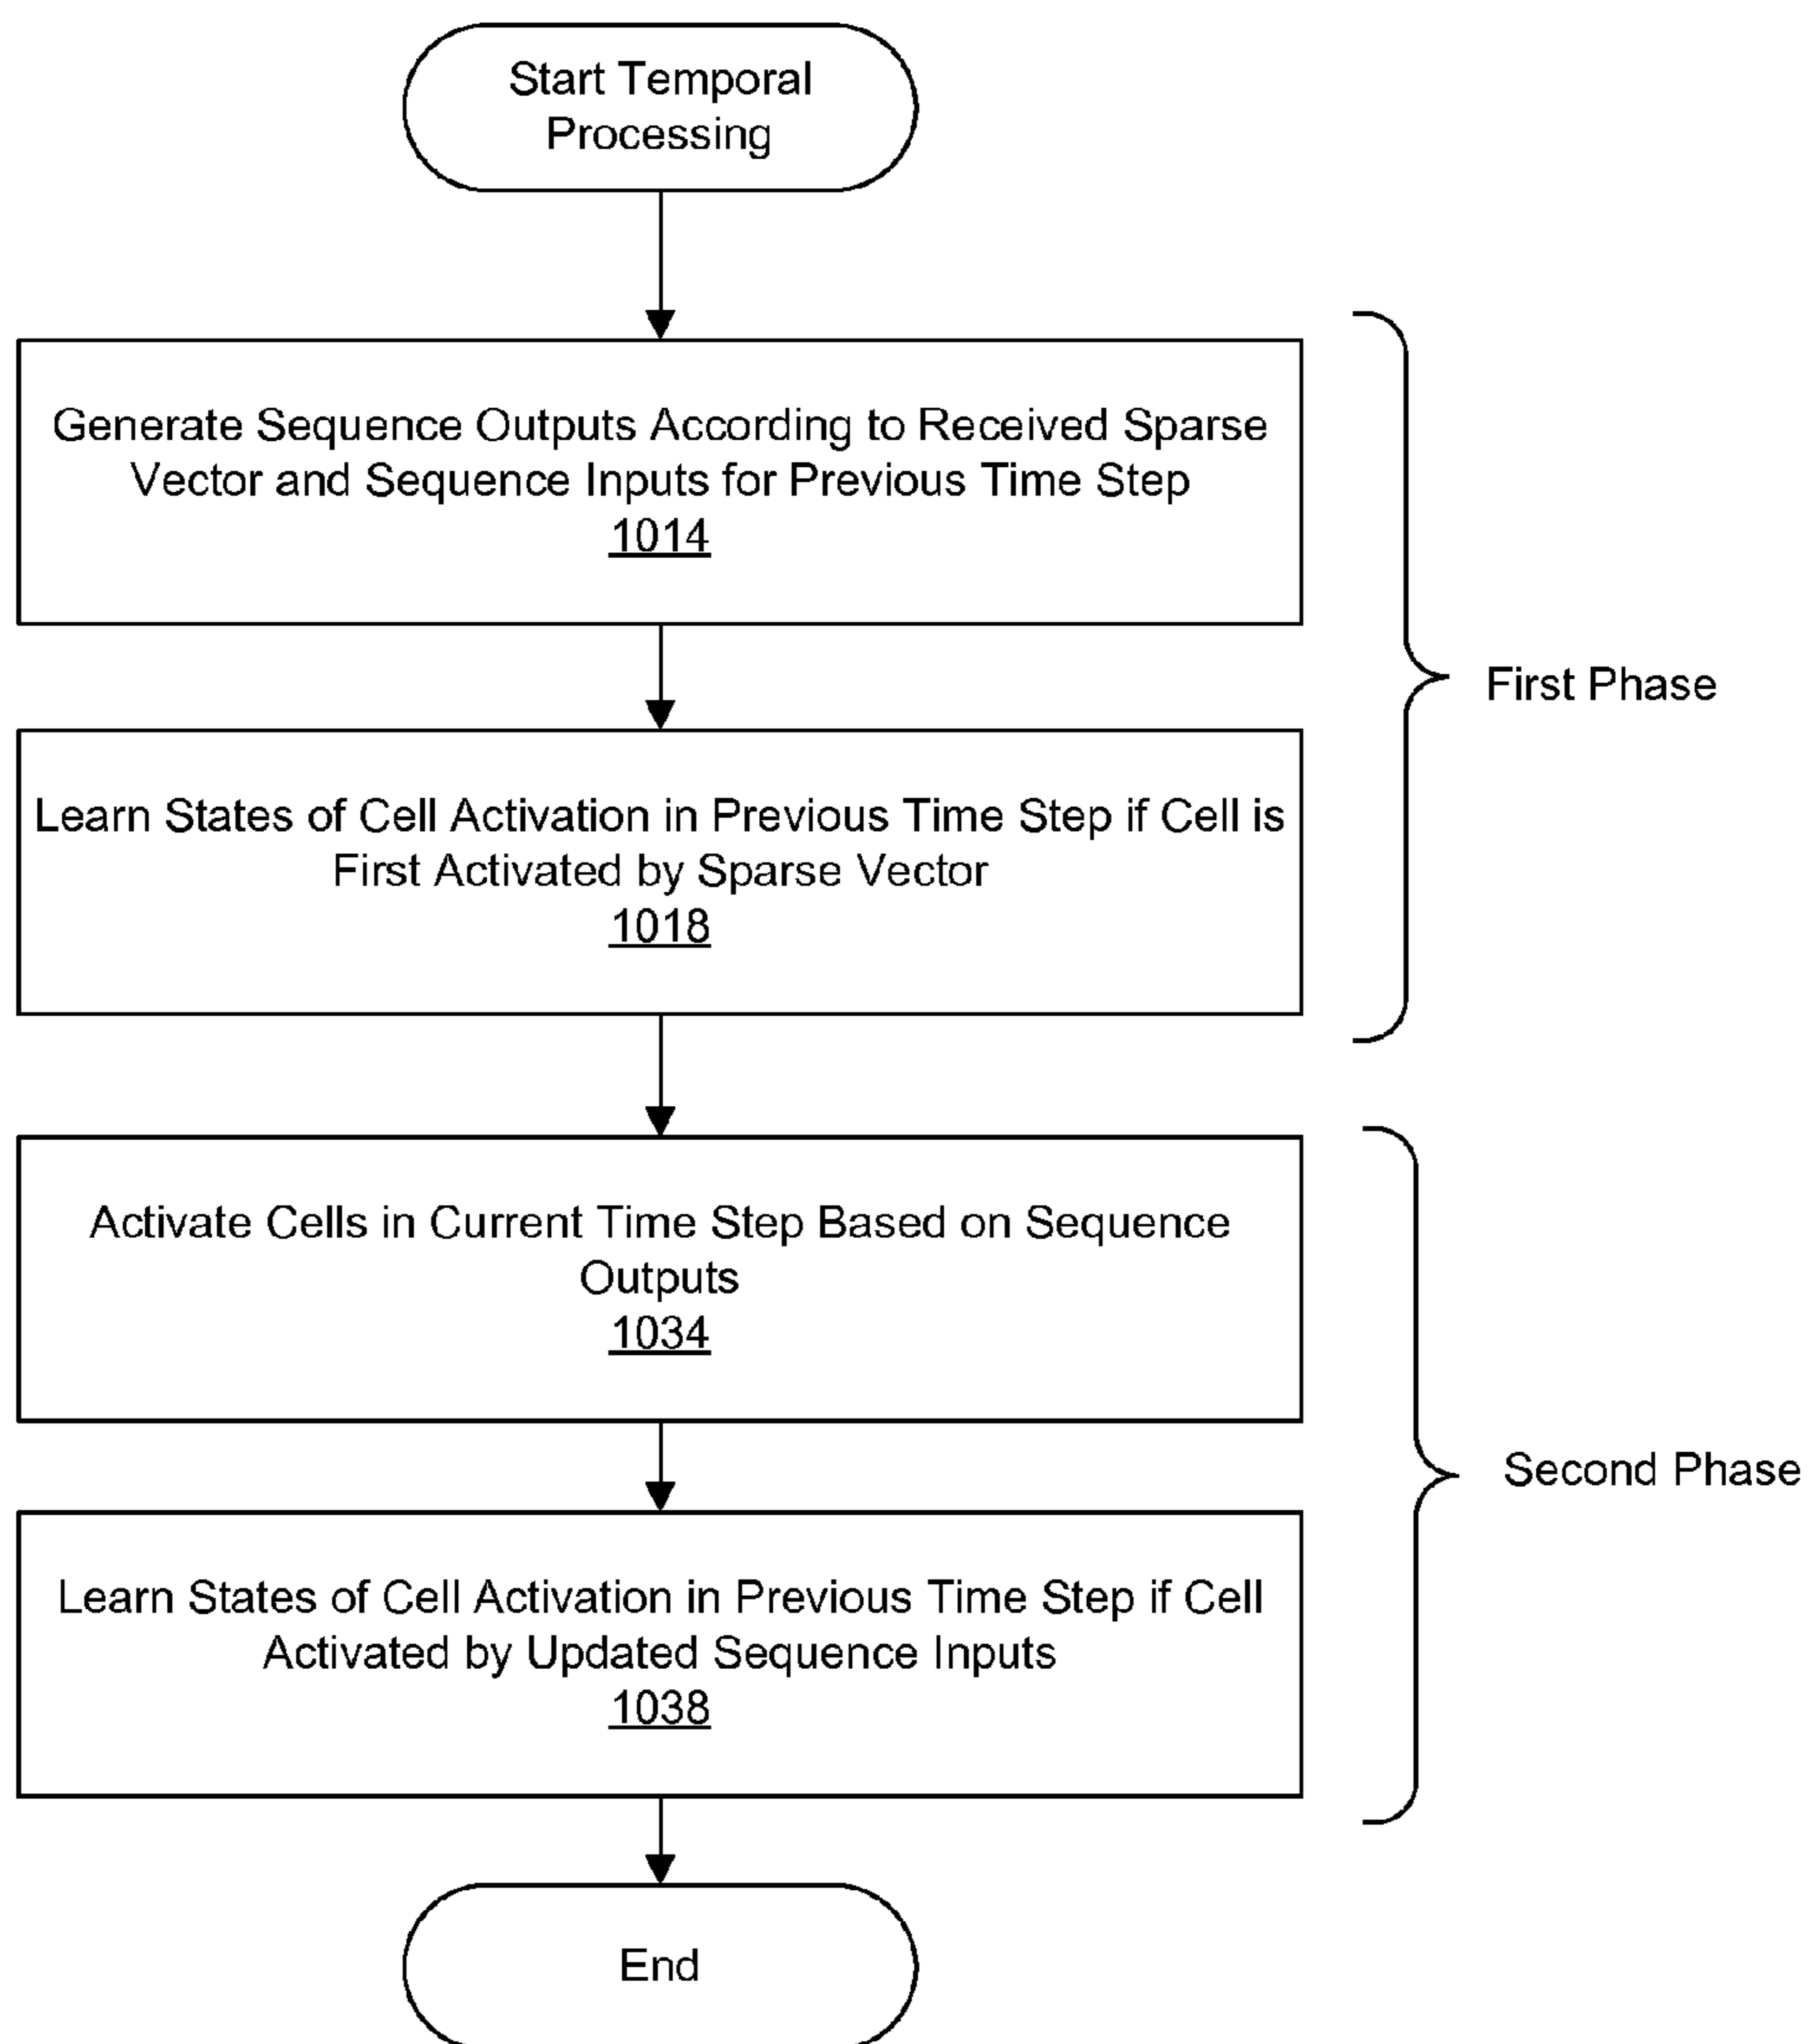 Start Temporal
Processing
Generate Sequence Outputs According to Received Sparse
Vector and Sequence Inputs for Previous Time Step
1014
First Phase
Learn States of Cell Activation in Previous Time Step if Cell is
First Activated by Sparse Vector
1018
Activate Cells in Current Time Step Based on Sequence
Outputs
1034
Second Phase
Learn States of Cell Activation in Previous Time Step if Cell
Activated by Updated Sequence Inputs
1038
End